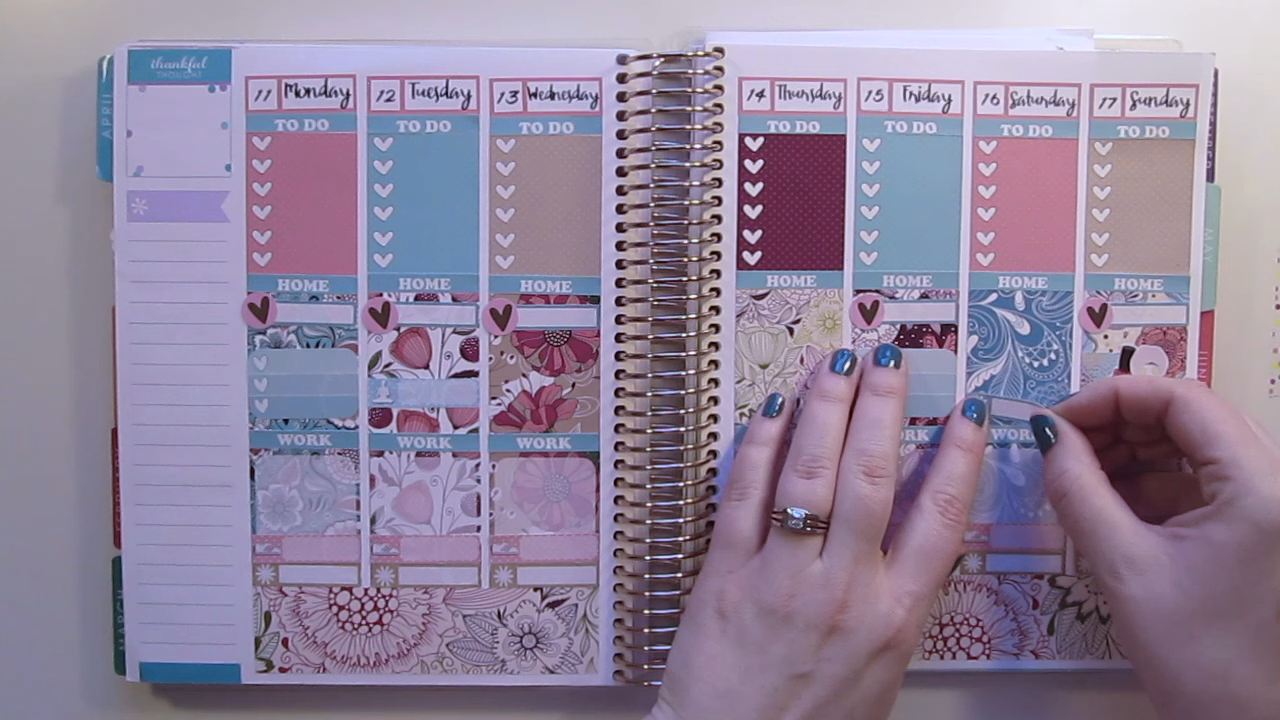 thankful
THOUGHT
APRIL
MARCH
11 Monday
TO DO
HOME
WORK
12 Tuesday
TO DO
HOME
WORK
13 Wednesday
TO DO
HOME
WORK
14 Thursday
TO DO
HOME
15 Friday
TO DO
HOME
16 Saturday
TO DO
HOME
17 Sunday
TO DO
HOME
MAY